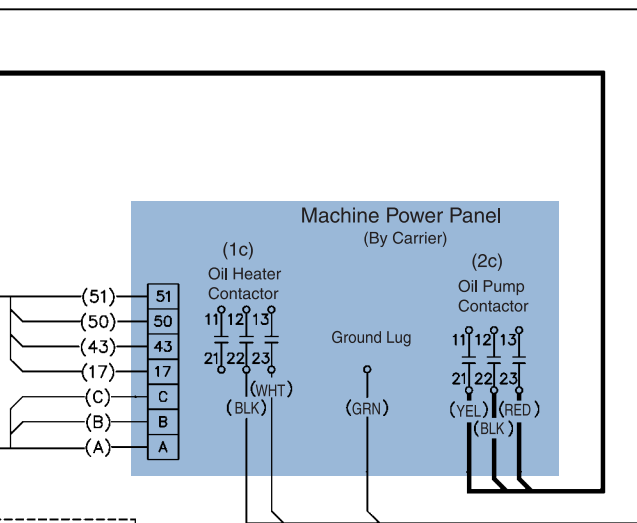 Machine Power Panel
(By Carrier)
(1c)
Oil Heater
Contactor
11 12 13
21 22 23
(WHT)
(BLK)
Ground Lug
(GRN)
(2c)
Oil Pump
Contactor
11 12 13
21 22 23
(YEL) (RED)
(BLK)
(51) 51
(50) 50
(43) 43
(17) 17
(C) C
(B) B
(A) A